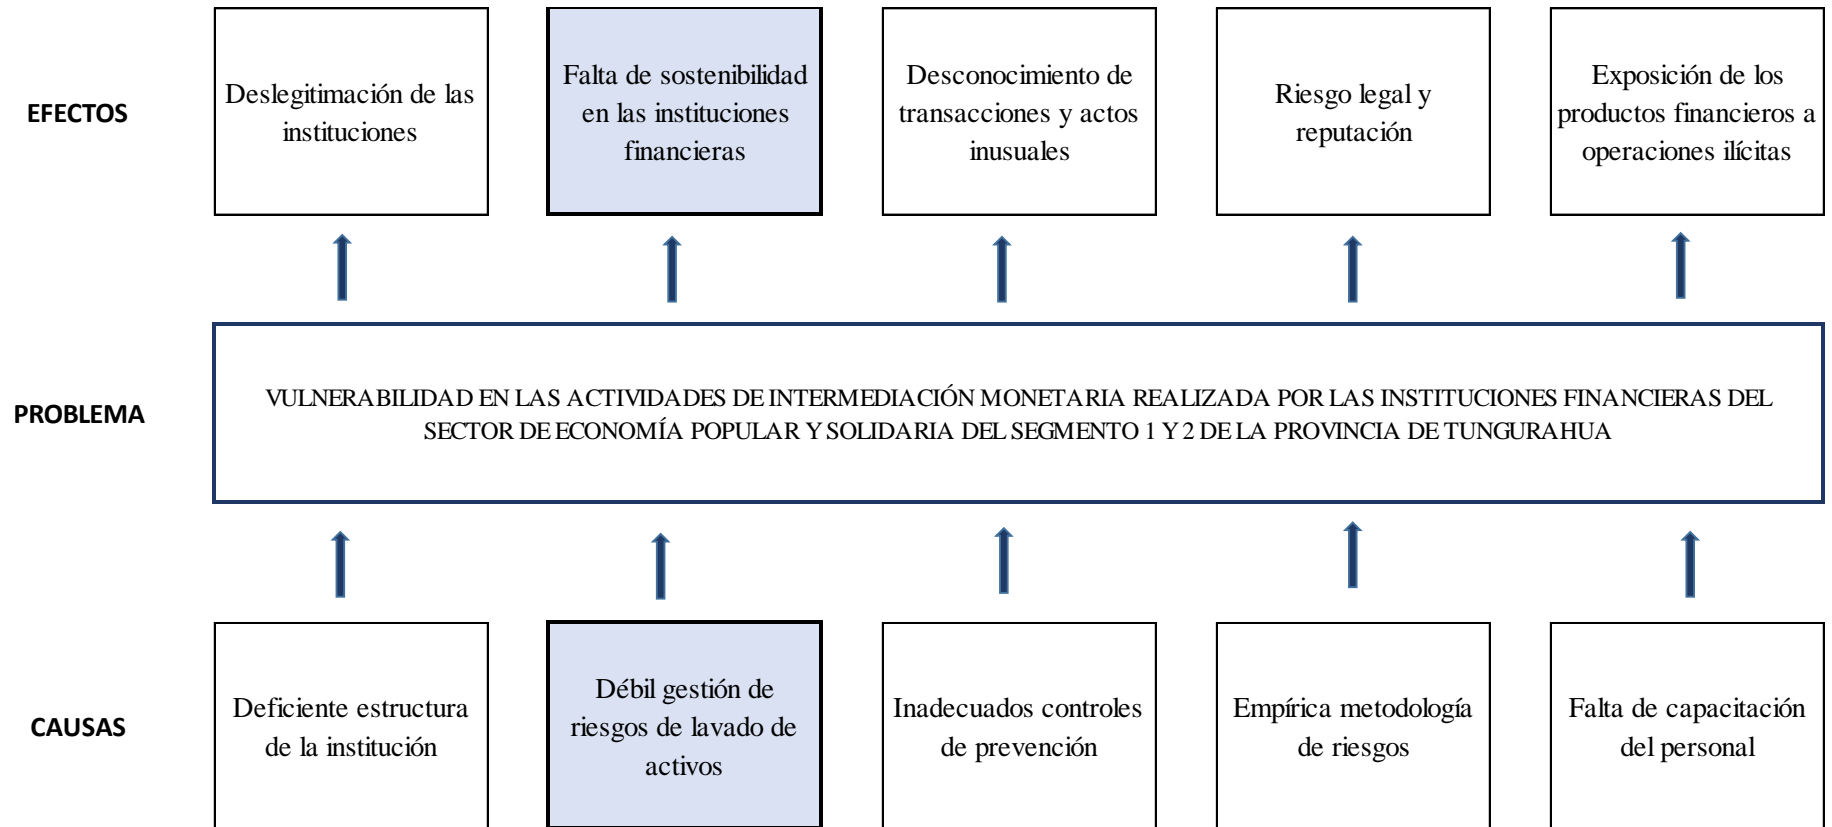 EFECTOS
Deslegitimación de las
instituciones
Falta de sostenibilidad
en las instituciones
financieras
Desconocimiento de
transacciones y actos
inusuales
Riesgo legal y
reputación
Exposición de los
productos financieros a
operaciones ilícitas
PROBLEMA
VULNERABILIDAD EN LAS ACTIVIDADES DE INTERMEDIACIÓN MONETARIA REALIZADA POR LAS INSTITUCIONES FINANCIERAS DEL
SECTOR DE ECONOMÍA POPULAR Y SOLIDARIA DEL SEGMENTO 1 Y 2 DE LA PROVINCIA DE TUNGURAHUA
CAUSAS
Deficiente estructura
de la institución
Débil gestión de
riesgos de lavado de
activos
Inadecuados controles
de prevención
Empírica metodología
de riesgos
Falta de capacitación
del personal